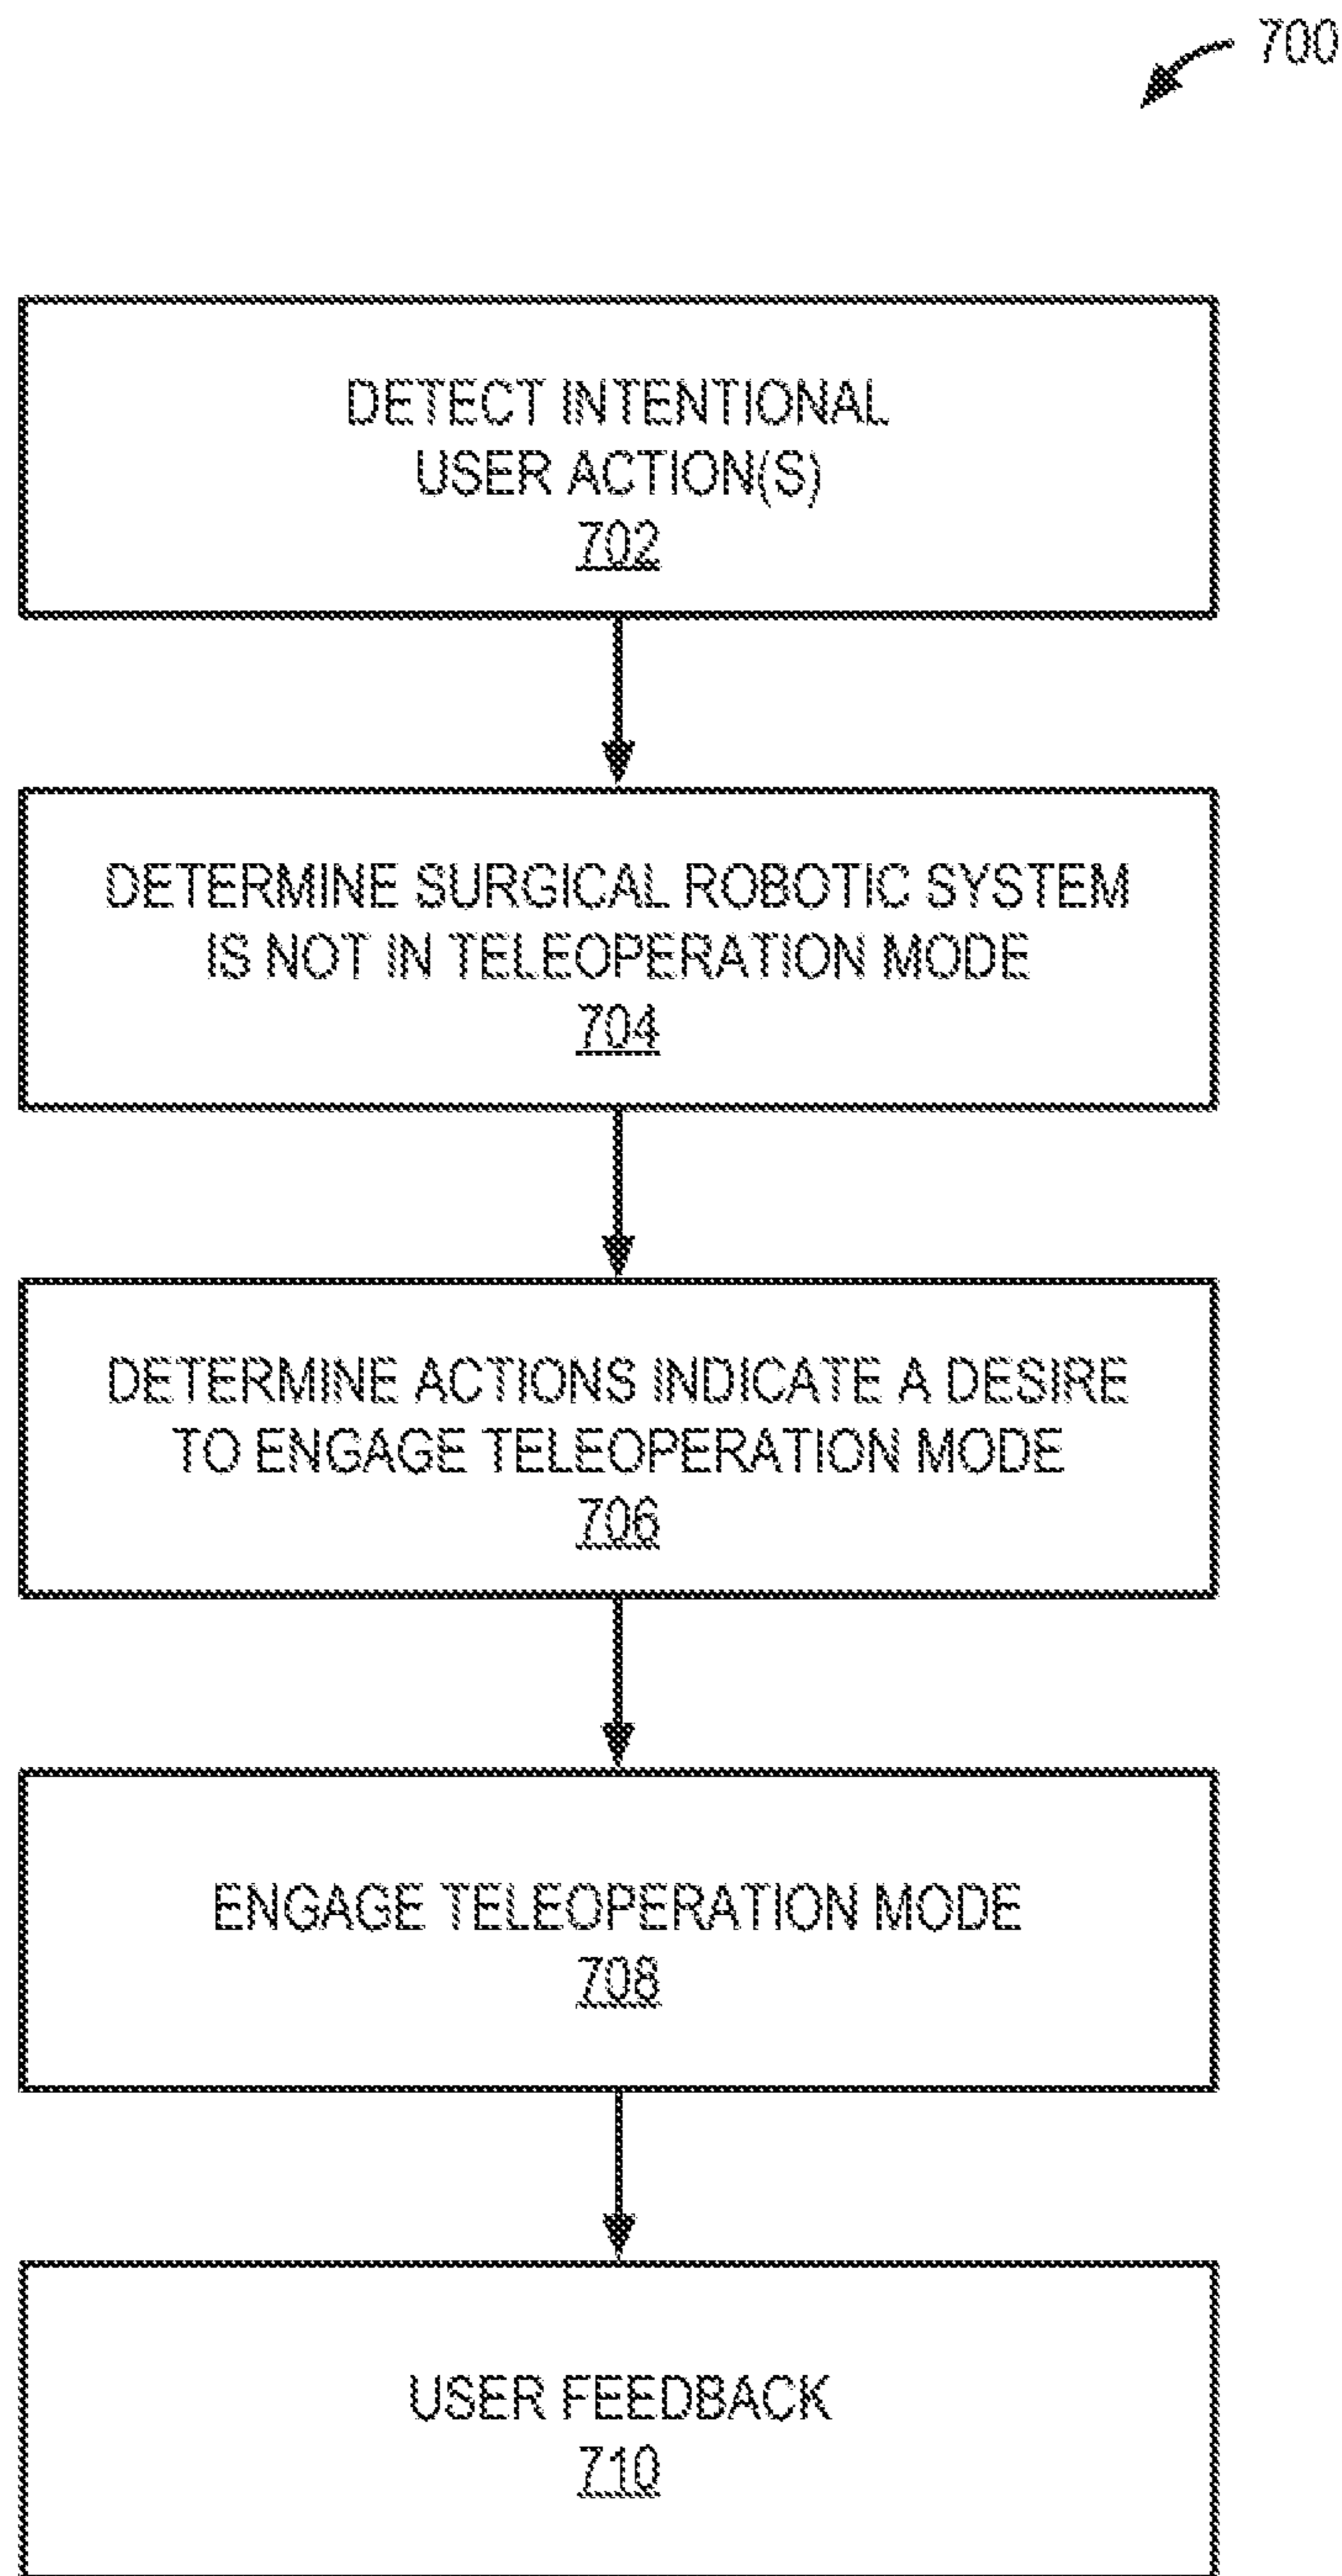 700
DETECT INTENTIONAL
USER ACTION(S)
702
DETERMINE SURGICAL ROBOTIC SYSTEM
IS NOT IN TELEOPERATION MODE
704
DETERMINE ACTIONS INDICATE A DESIRE
TO ENGAGE TELEOPERATION MODE
706
ENGAGE TELEOPERATION MODE
708
USER FEEDBACK
710